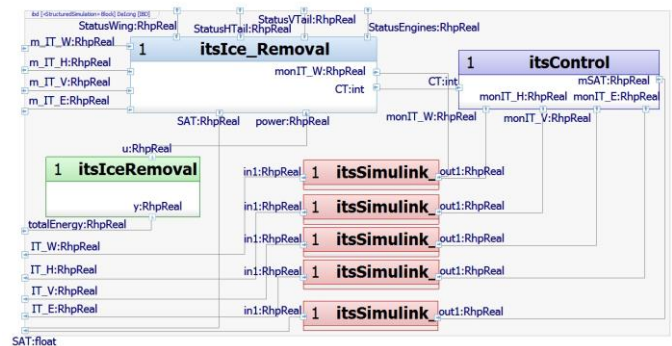 ibd [«StructuredSimulation» Block] DeIcing [IBD]
StatusWing:RhpReal
StatusHTail:RhpReal
StatusVTail:RhpReal
StatusEngines:RhpReal
m_IT_W:RhpReal
m_IT_H:RhpReal
m_IT_V:RhpReal
m_IT_E:RhpReal
1 itsIce_Removal
monIT_W:RhpReal
CT:int
SAT:RhpReal power:RhpReal
1 itsControl
CT:int
mSAT:RhpReal
monIT_H:RhpReal monIT_E:RhpReal
monIT_W:RhpReal monIT_V:RhpReal
u:RhpReal
1 itsIceRemoval
y:RhpReal
totalEnergy:RhpReal
in1:RhpReal 1 itsSimulink_ out1:RhpReal
1 itsSimulink_
in1:RhpReal out1:RhpReal
IT_W:RhpReal
in1:RhpReal 1 itsSimulink_ out1:RhpReal
IT_H:RhpReal
in1:RhpReal 1 itsSimulink_ out1:RhpReal
IT_V:RhpReal
IT_E:RhpReal
in1:RhpReal 1 itsSimulink_ out1:RhpReal
SAT:float